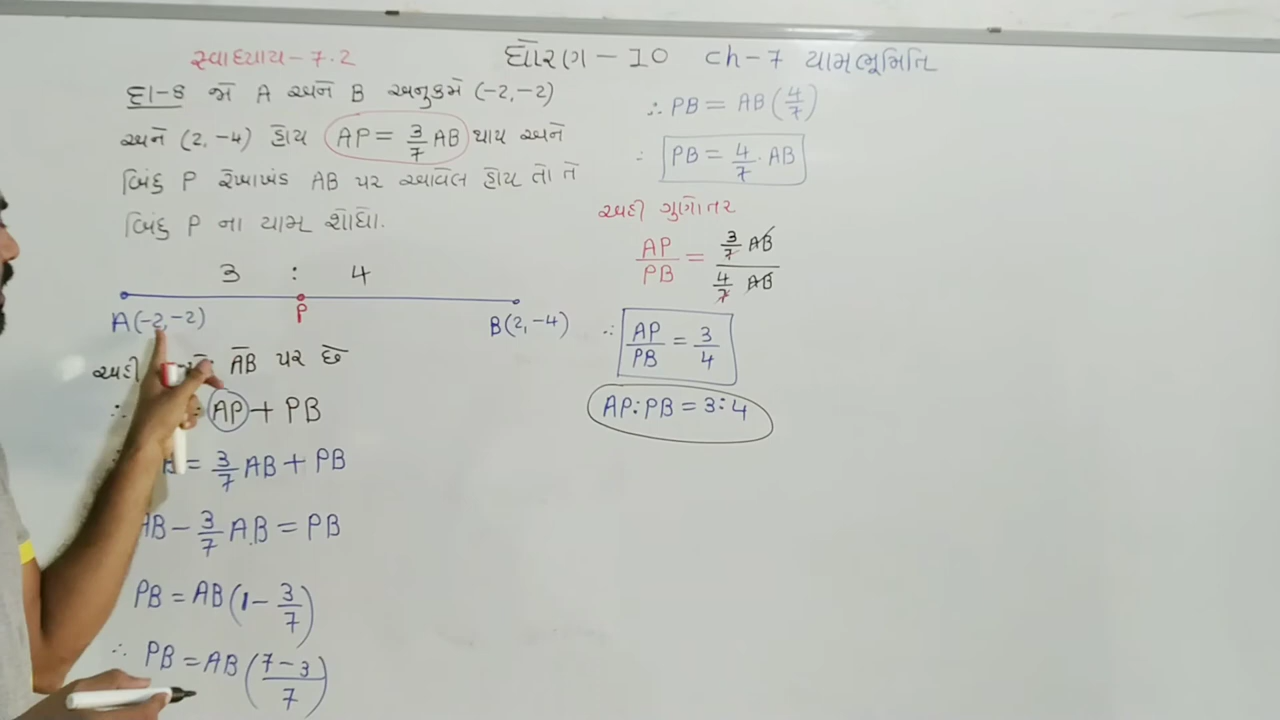 સ્વાધ્યાય - 7.2
ધોરણ - 10 ch-7 યામભૂમિતિ
દા-8 જો A અને B અનુક્રમે (-2,-2)
અને (2,-4) હોય AP = 3/7 AB થાય અને
બિંદુ P રેખાખંડ AB પર આવેલ હોય તો તે
બિંદુ P ના યામ શોધો.
3 : 4
A(-2,-2) P B(2,-4)
અહી AB પર છે
∴ AP + PB
= 3/7 AB + PB
AB - 3/7 AB = PB
PB = AB(1 - 3/7)
∴ PB = AB(7-3/7)
∴ PB = AB(4/7)
∴ PB = 4/7 . AB
અહી ગુણોતર
AP/PB = 3/7 AB / 4/7 AB
∴ AP/PB = 3/4
AP:PB = 3:4